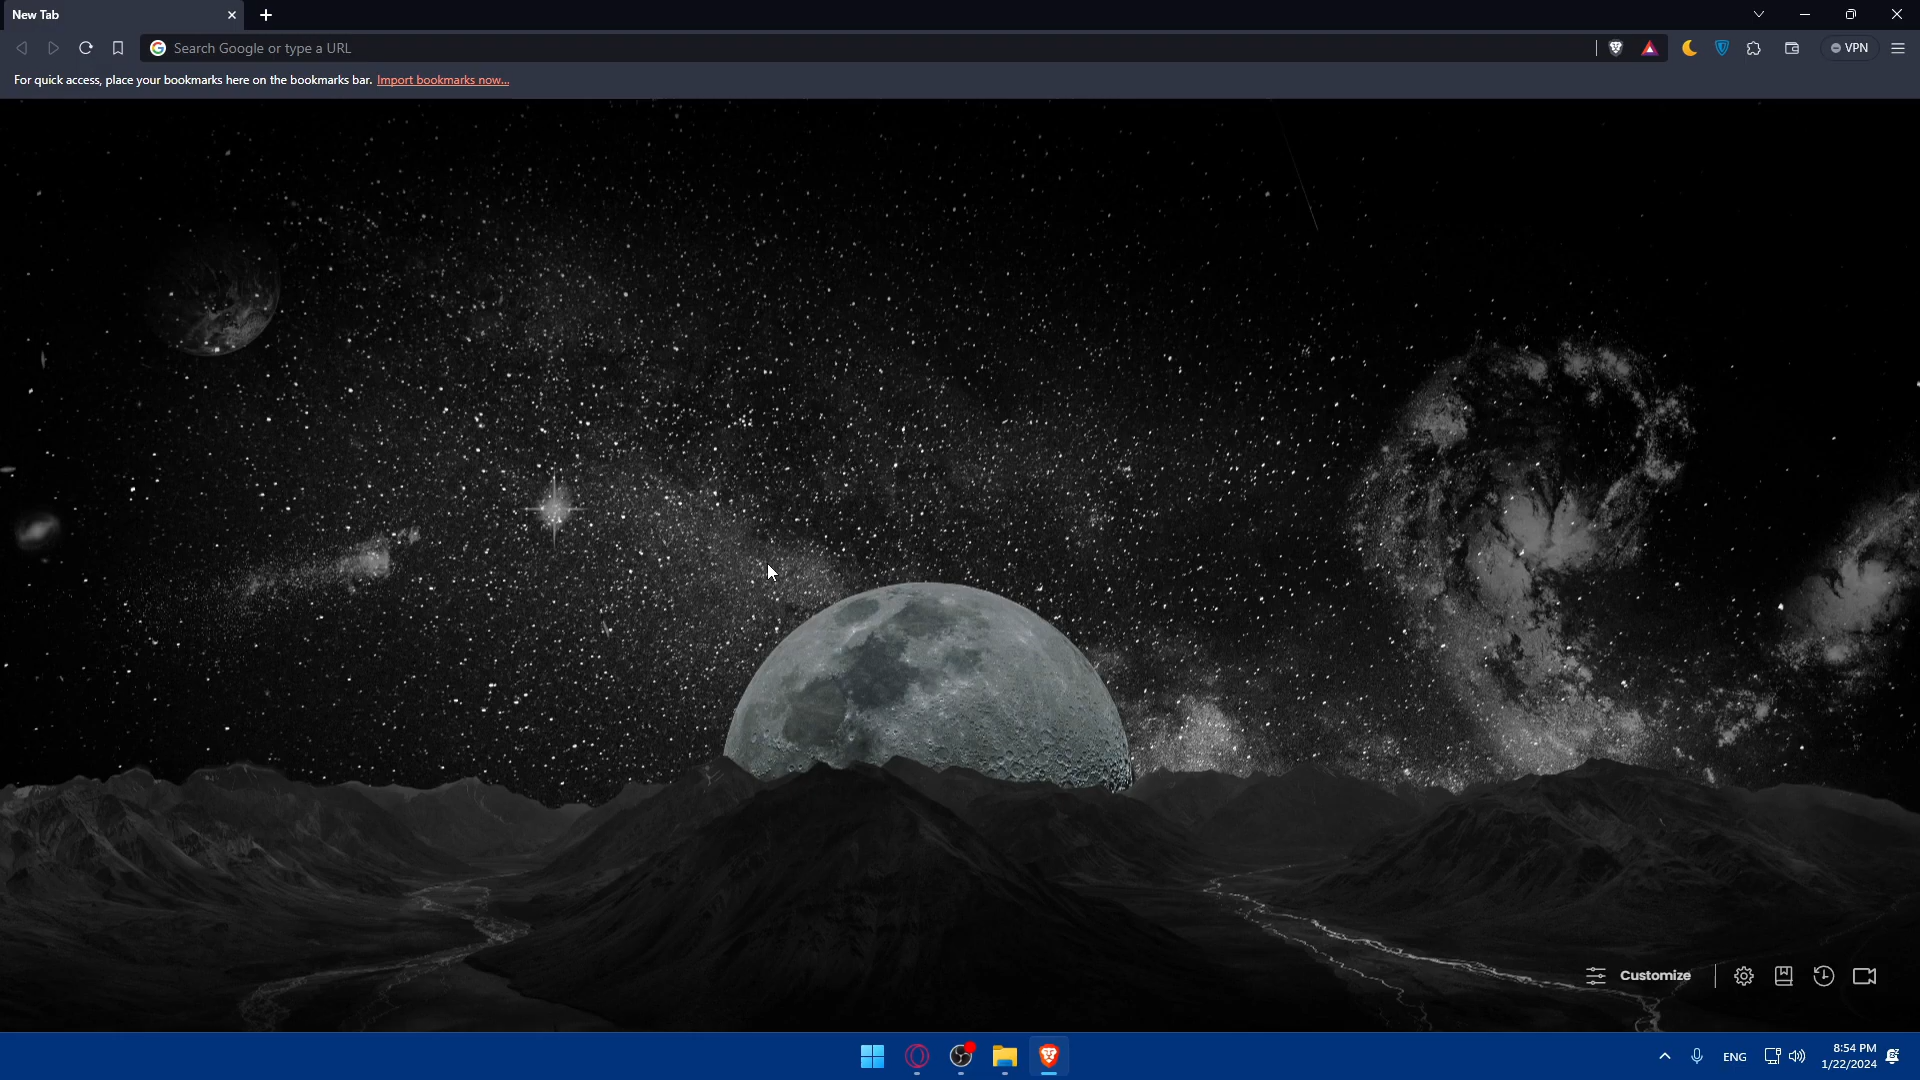 New Tab
Search Google or type a URL
VPN
For quick access, place your bookmarks here on the bookmarks bar. Import bookmarks now...
Customize
ENG
8:54 PM
1/22/2024